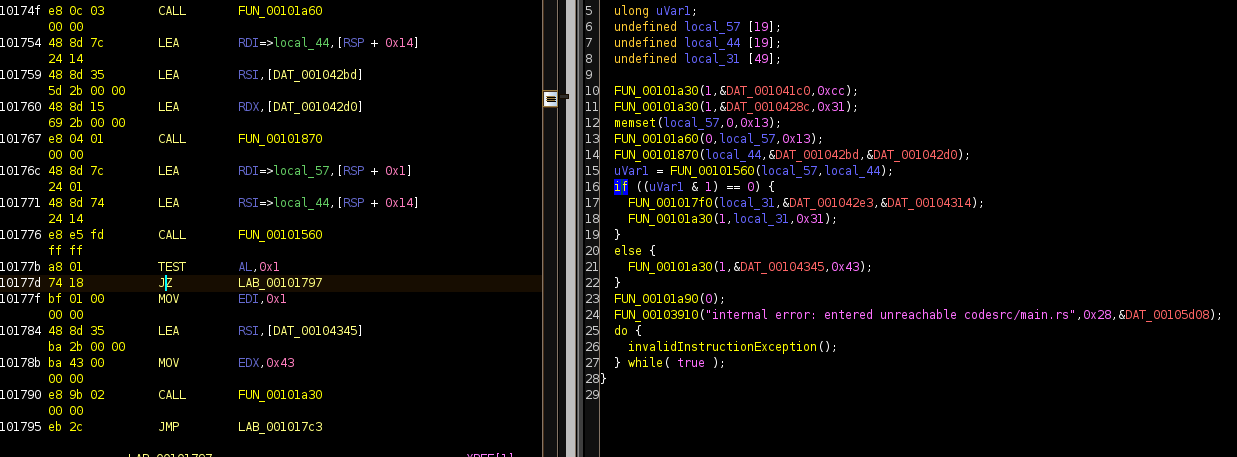 10174f e8 0c 03 CALL FUN_00101a60
00 00
101754 48 8d 7c LEA RDI=>local_44,[RSP + 0x14]
24 14
101759 48 8d 35 LEA RSI,[DAT_001042bd]
5d 2b 00 00
101760 48 8d 15 LEA RDX,[DAT_001042d0]
69 2b 00 00
101767 e8 04 01 CALL FUN_00101870
00 00
10176c 48 8d 7c LEA RDI=>local_57,[RSP + 0x1]
24 01
101771 48 8d 74 LEA RSI=>local_44,[RSP + 0x14]
24 14
101776 e8 e5 fd CALL FUN_00101560
ff ff
10177b a8 01 TEST AL,0x1
10177d 74 18 JZ LAB_00101797
10177f bf 01 00 MOV EDI,0x1
00 00
101784 48 8d 35 LEA RSI,[DAT_00104345]
ba 2b 00 00
10178b ba 43 00 MOV EDX,0x43
00 00
101790 e8 9b 02 CALL FUN_00101a30
00 00
101795 eb 2c JMP LAB_001017c3
LAB_00101797 XREF[1]
5 ulong uVar1;
6 undefined local_57 [19];
7 undefined local_44 [19];
8 undefined local_31 [49];
9
10 FUN_00101a30(1,&DAT_001041c0,0xcc);
11 FUN_00101a30(1,&DAT_0010428c,0x31);
12 memset(local_57,0,0x13);
13 FUN_00101a60(0,local_57,0x13);
14 FUN_00101870(local_44,&DAT_001042bd,&DAT_001042d0);
15 uVar1 = FUN_00101560(local_57,local_44);
16 if ((uVar1 & 1) == 0) {
17 FUN_001017f0(local_31,&DAT_001042e3,&DAT_00104314);
18 FUN_00101a30(1,local_31,0x31);
19 }
20 else {
21 FUN_00101a30(1,&DAT_00104345,0x43);
22 }
23 FUN_00101a90(0);
24 FUN_00103910("internal error: entered unreachable codesrc/main.rs",0x28,&DAT_00105d08);
25 do {
26 invalidInstructionException();
27 } while( true );
28 }
29